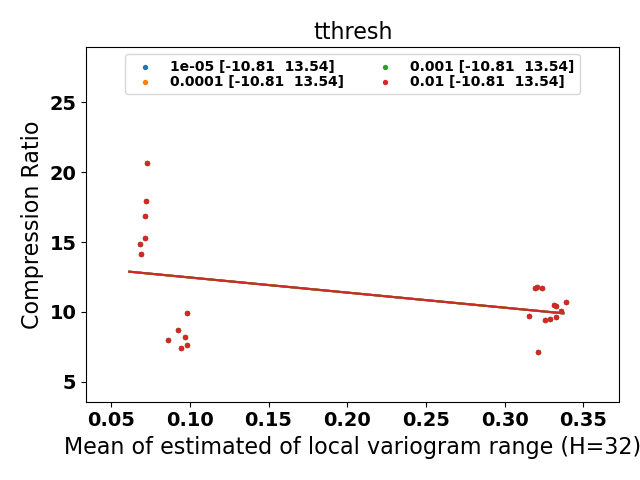 tthresh
1e-05 [-10.81  13.54]
0.0001 [-10.81  13.54]
0.001 [-10.81  13.54]
0.01 [-10.81  13.54]
Compression Ratio
25
20
15
10
5
0.05 0.10 0.15 0.20 0.25 0.30 0.35
Mean of estimated of local variogram range (H=32)